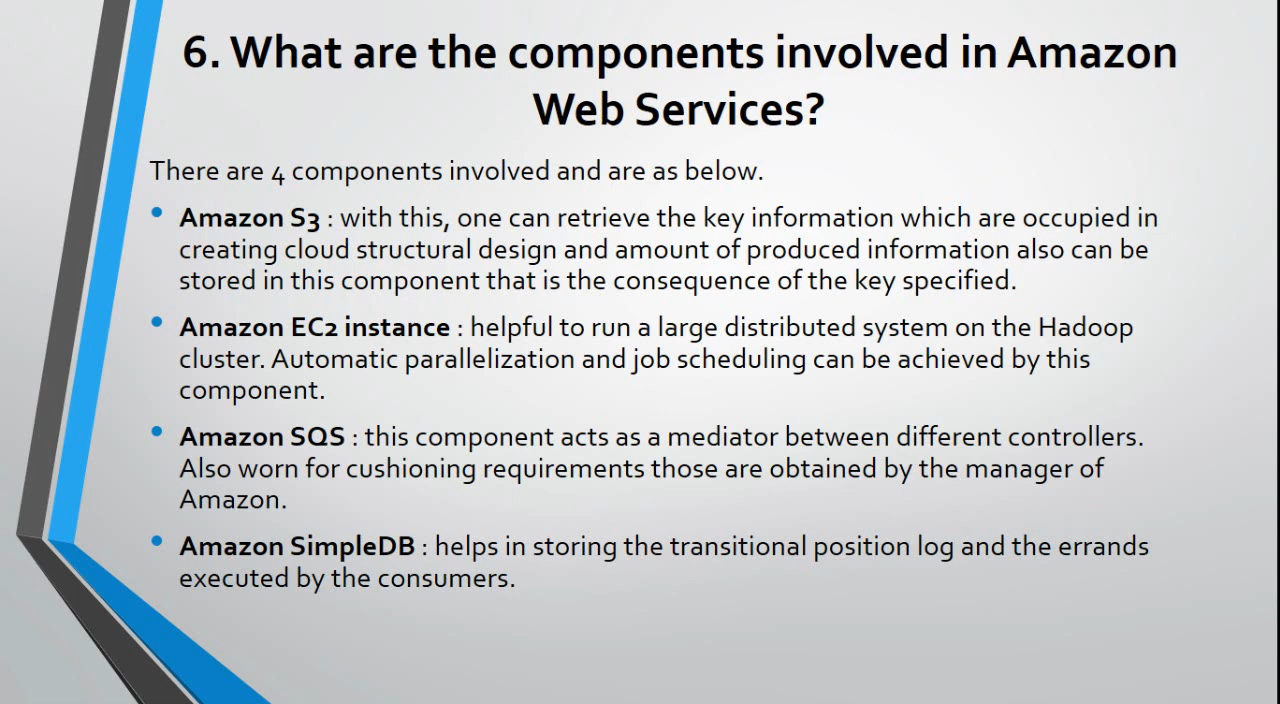 6. What are the components involved in Amazon
Web Services?
There are 4 components involved and are as below.
• Amazon S3 : with this, one can retrieve the key information which are occupied in
creating cloud structural design and amount of produced information also can be
stored in this component that is the consequence of the key specified.
• Amazon EC2 instance : helpful to run a large distributed system on the Hadoop
cluster. Automatic parallelization and job scheduling can be achieved by this
component.
• Amazon SQS : this component acts as a mediator between different controllers.
Also worn for cushioning requirements those are obtained by the manager of
Amazon.
• Amazon SimpleDB : helps in storing the transitional position log and the errands
executed by the consumers.